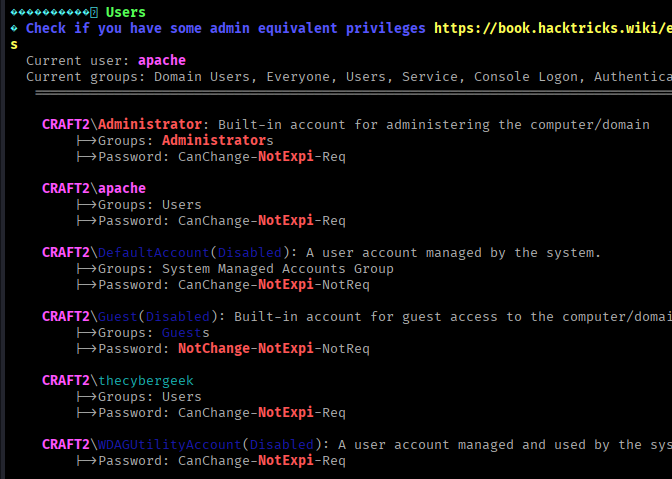 ������������ Users
� Check if you have some admin equivalent privileges https://book.hacktricks.wiki/e
s
Current user: apache
Current groups: Domain Users, Everyone, Users, Service, Console Logon, Authentica
CRAFT2\Administrator: Built-in account for administering the computer/domain
|->Groups: Administrators
|->Password: CanChange-NotExpi-Req
CRAFT2\apache
|->Groups: Users
|->Password: CanChange-NotExpi-Req
CRAFT2\DefaultAccount(Disabled): A user account managed by the system.
|->Groups: System Managed Accounts Group
|->Password: CanChange-NotExpi-NotReq
CRAFT2\Guest(Disabled): Built-in account for guest access to the computer/domai
|->Groups: Guests
|->Password: NotChange-NotExpi-NotReq
CRAFT2\thecybergeek
|->Groups: Users
|->Password: CanChange-NotExpi-Req
CRAFT2\WDAGUtilityAccount(Disabled): A user account managed and used by the sys
|->Password: CanChange-NotExpi-Req